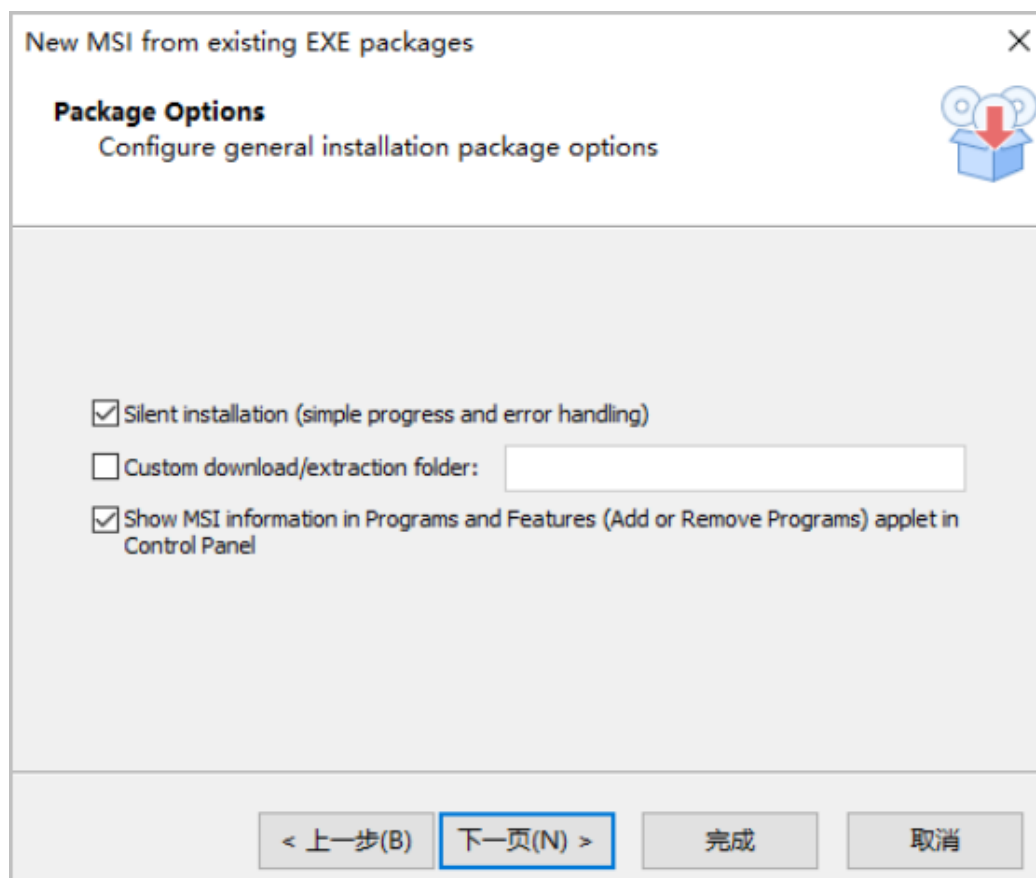 New MSI from existing EXE packages
Package Options
Configure general installation package options
Silent installation (simple progress and error handling)
Custom download/extraction folder:
Show MSI information in Programs and Features (Add or Remove Programs) applet in
Control Panel
< 上一步(B) 下一页(N) > 完成 取消